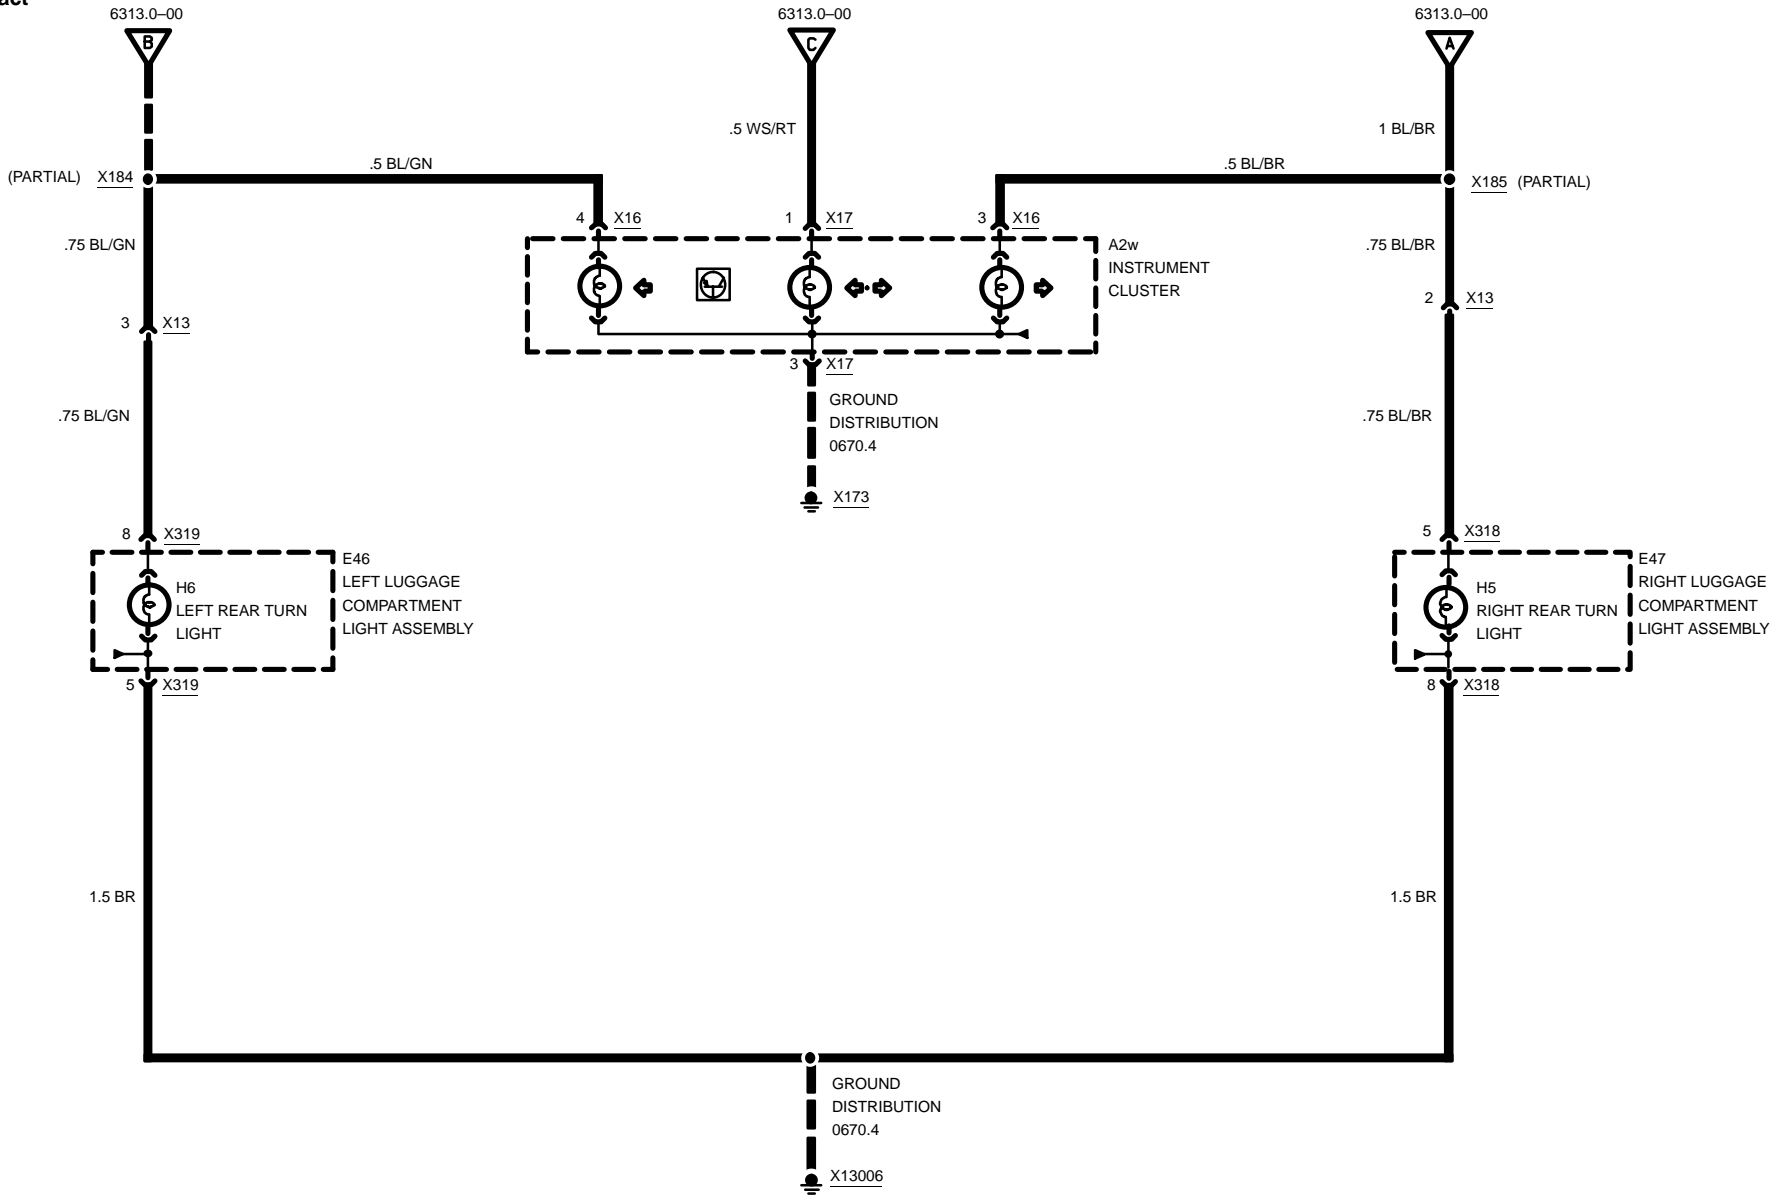 act
6313.0–00
6313.0–00
6313.0–00
B
C
A
.5 WS/RT
1 BL/BR
.5 BL/GN
.5 BL/BR
(PARTIAL) X184
X185 (PARTIAL)
4 X16
1 X17
3 X16
.75 BL/GN
.75 BL/BR
A2w
INSTRUMENT
CLUSTER
3 X13
2 X13
3 X17
GROUND
DISTRIBUTION
0670.4
.75 BL/GN
.75 BL/BR
X173
8 X319
5 X318
E46
LEFT LUGGAGE
COMPARTMENT
LIGHT ASSEMBLY
H6
LEFT REAR TURN
LIGHT
E47
RIGHT LUGGAGE
COMPARTMENT
LIGHT ASSEMBLY
H5
RIGHT REAR TURN
LIGHT
5 X319
8 X318
1.5 BR
1.5 BR
GROUND
DISTRIBUTION
0670.4
X13006